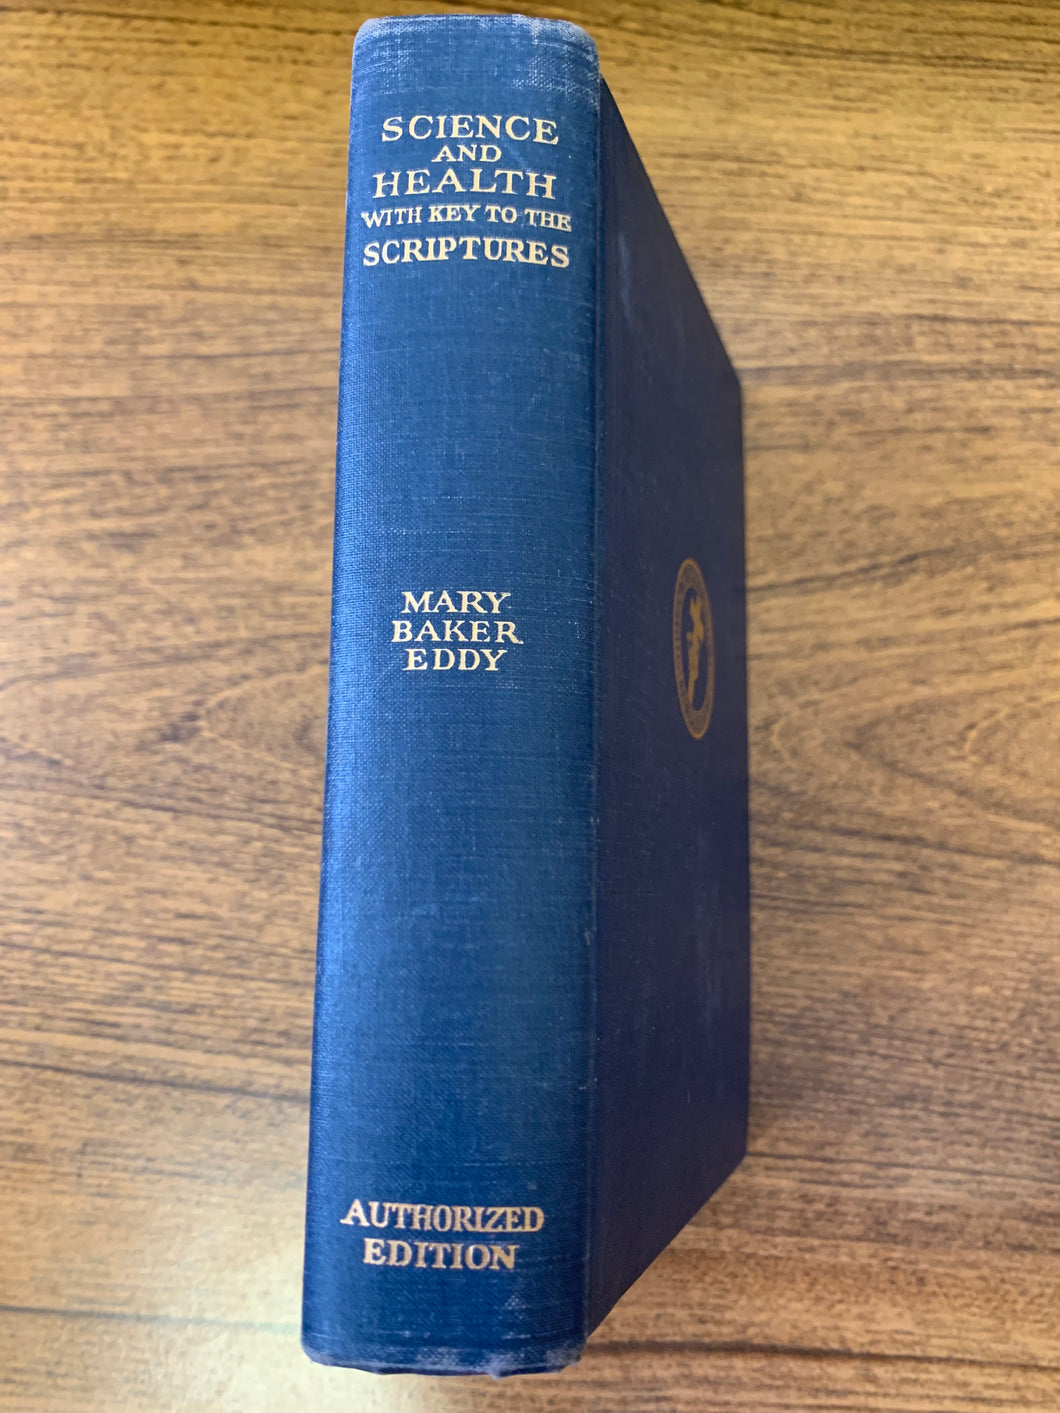 SCIENCE
AND
HEALTH
WITH KEY TO THE
SCRIPTURES
MARY
BAKER
EDDY
AUTHORIZED
EDITION